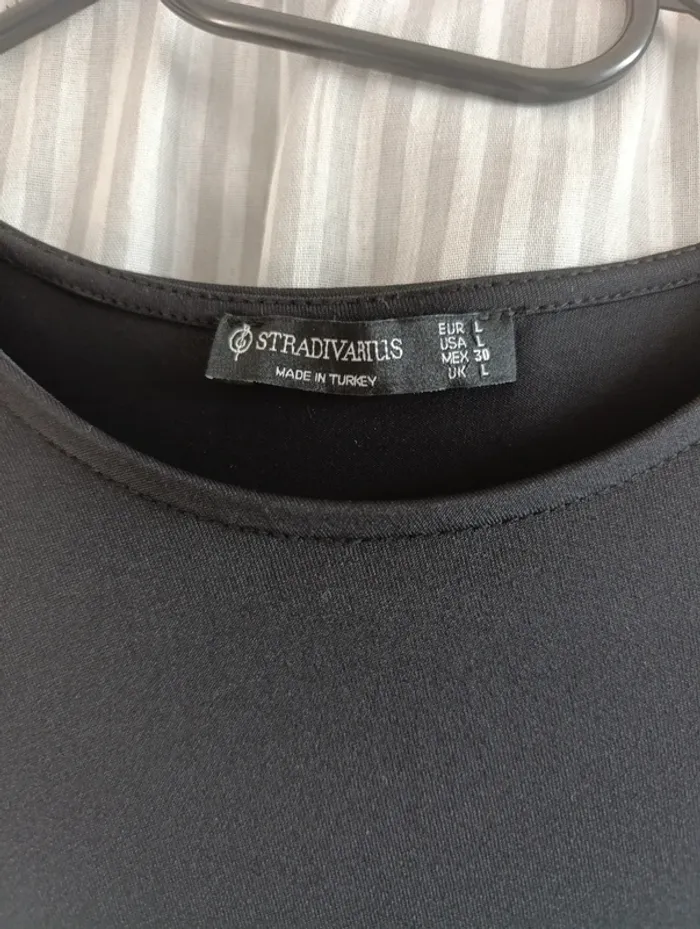 STRADIVARIUS
MADE IN TURKEY
EUR L
USA L
MEX 30
UK L